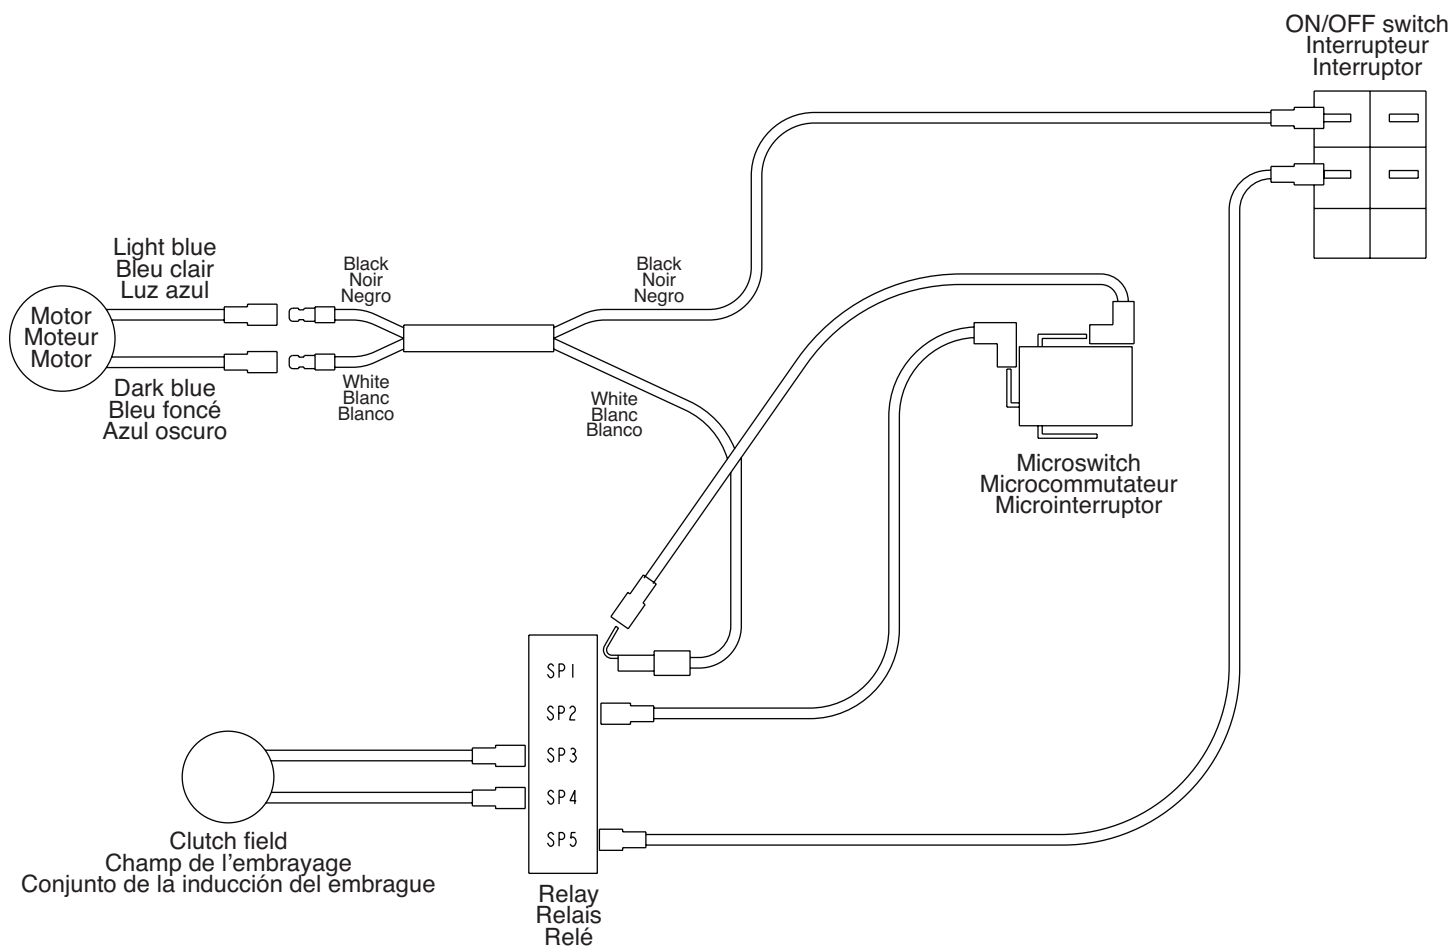 ON/OFF switch
Interrupteur
Interruptor
Light blue
Bleu clair
Luz azul
Black
Noir
Negro
Black
Noir
Negro
Motor
Moteur
Motor
Dark blue
Bleu foncé
Azul oscuro
White
Blanc
Blanco
White
Blanc
Blanco
Microswitch
Microcommutateur
Microinterruptor
SP1
SP2
SP3
SP4
SP5
Clutch field
Champ de l'embrayage
Conjunto de la inducción del embrague
Relay
Relais
Relé